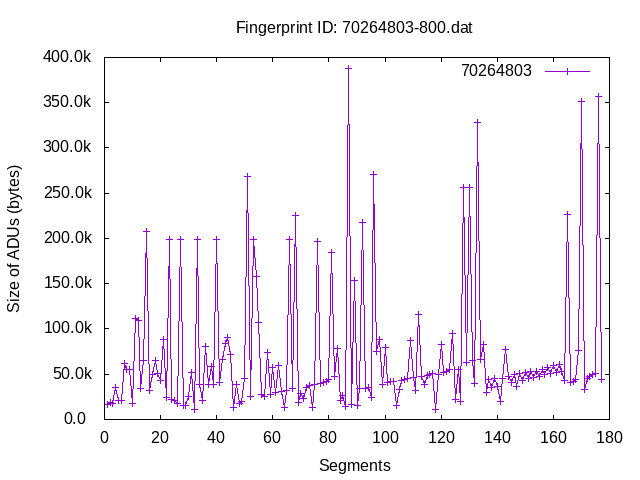 Fingerprint ID: 70264803-800.dat
70264803
Size of ADUs (bytes)
400.0k
350.0k
300.0k
250.0k
200.0k
150.0k
100.0k
50.0k
0.0
0 20 40 60 80 100 120 140 160 180
Segments